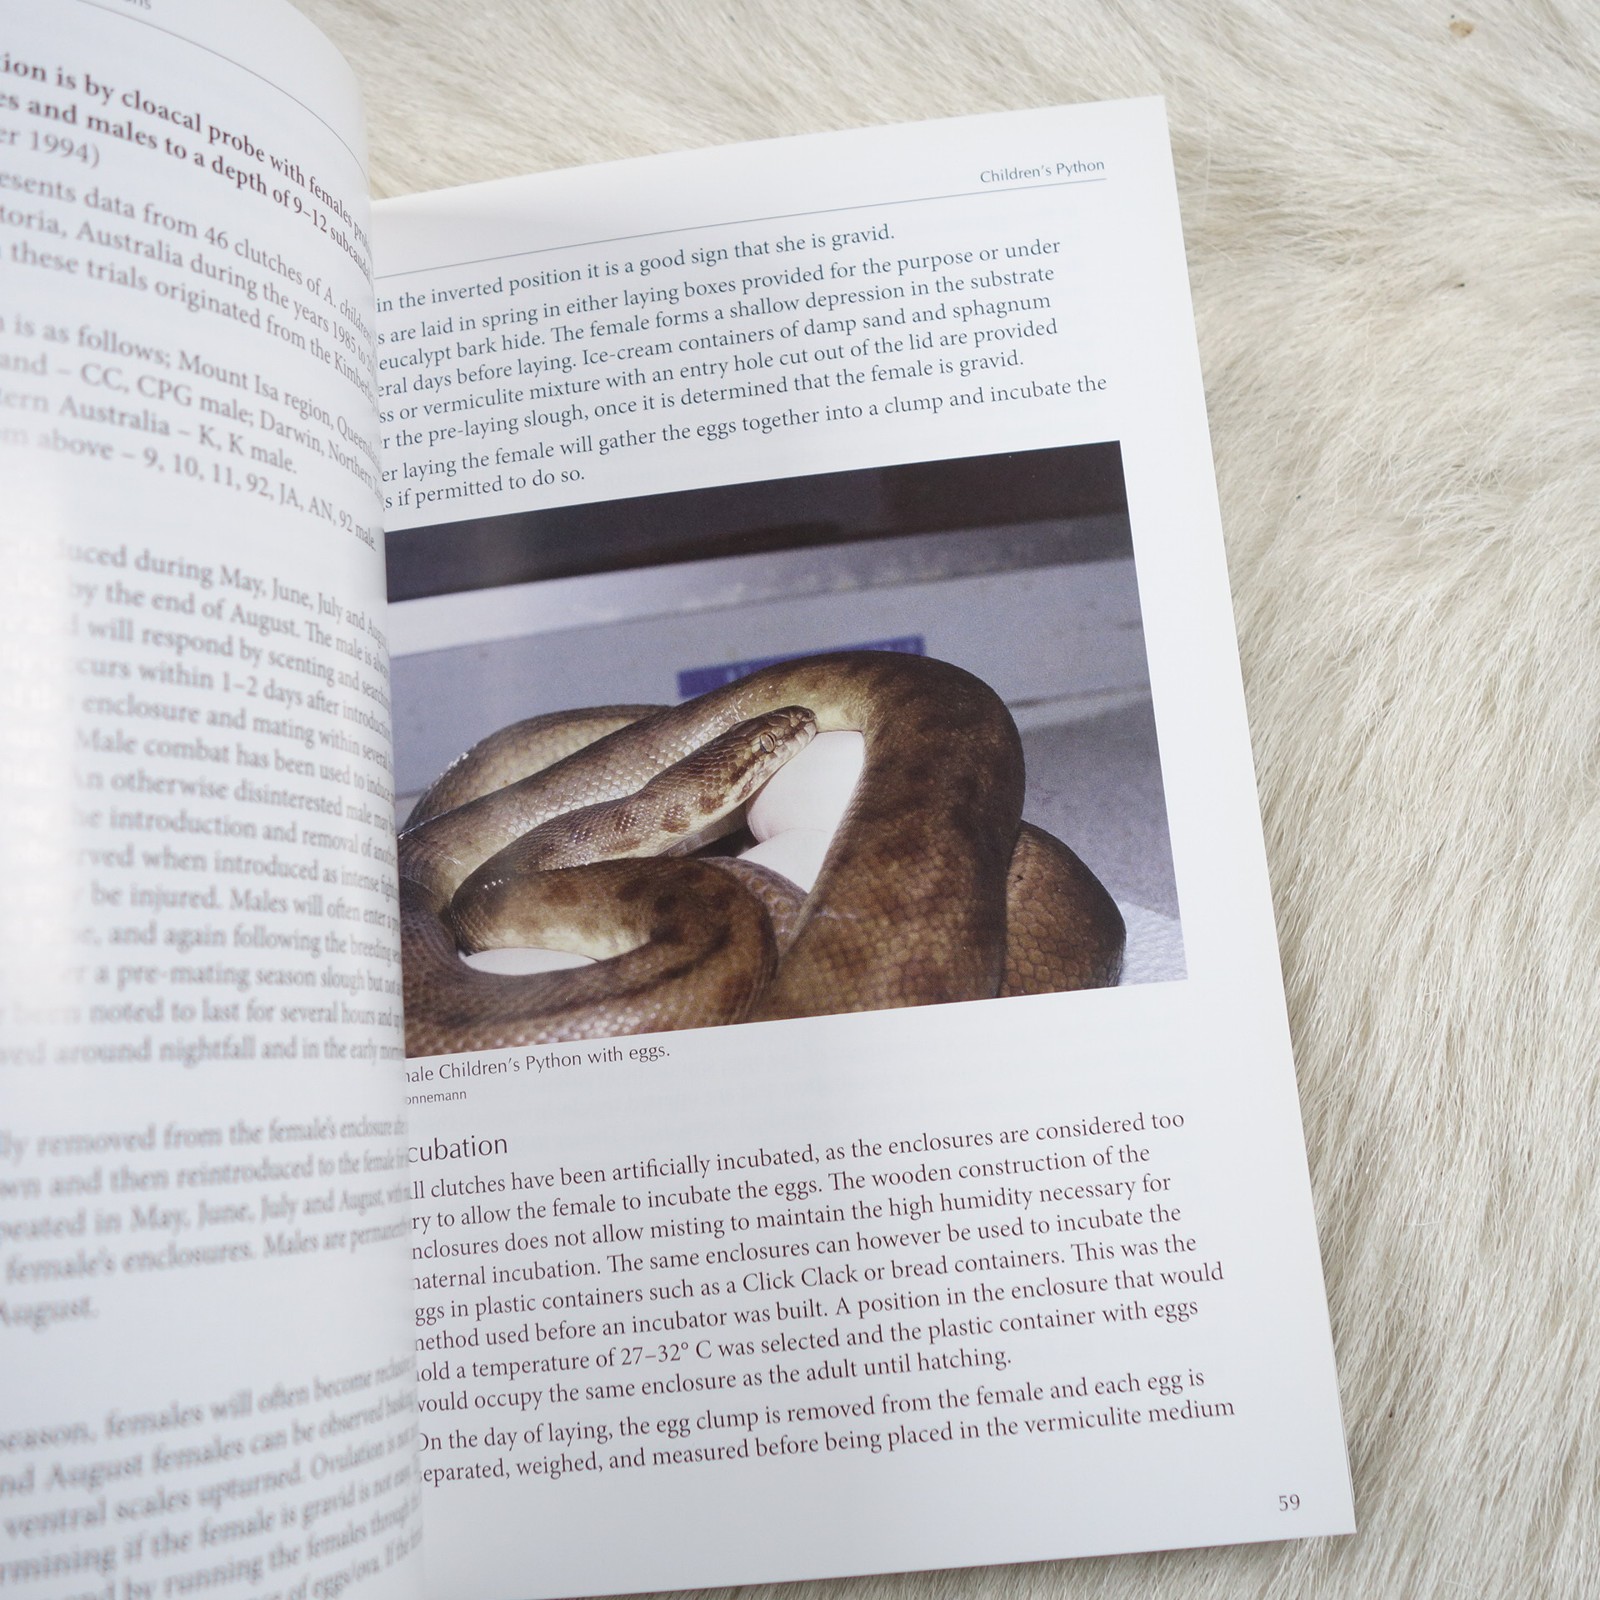 ion is by cloacal probe with females
es and males to a depth of 9–12
er 1994)
esents data from 46 clutches of A.
toria, Australia during the years 1985 to
these trials originated from the
is as follows; Mount Isa region,
and – CC, CPG male; Darwin, Northern
tern Australia – K, K male.
above – 9, 10, 11, 92, JA, AN, 92 male.
uced during May, June, July and
by the end of August. The male is
will respond by scenting and
curs within 1–2 days after
enclosure and mating within several
Male combat has been used to
An otherwise disinterested male may
introduction and removal of
rved when introduced as intense
be injured. Males will often enter a
and again following the breeding
r a pre-mating season slough but
noted to last for several hours and
ved around nightfall and in the early
ly removed from the female's enclosure
wn and then reintroduced to the female
peated in May, June, July and August,
female's enclosures. Males are
August.
season, females will often become
nd August females can be observed
ventral scales upturned. Ovulation is
rmining if the female is gravid is
by running the females through
of eggs/ova. If the
Children's Python
in the inverted position it is a good sign that she is gravid.
s are laid in spring in either laying boxes provided for the purpose or under
eucalypt bark hide. The female forms a shallow depression in the substrate
eral days before laying. Ice-cream containers of damp sand and sphagnum
ss or vermiculite mixture with an entry hole cut out of the lid are provided
r the pre-laying slough, once it is determined that the female is gravid.
er laying the female will gather the eggs together into a clump and incubate the
s if permitted to do so.
nale Children's Python with eggs.
onnemann
cubation
ll clutches have been artificially incubated, as the enclosures are considered too
ry to allow the female to incubate the eggs. The wooden construction of the
nclosures does not allow misting to maintain the high humidity necessary for
naternal incubation. The same enclosures can however be used to incubate the
ggs in plastic containers such as a Click Clack or bread containers. This was the
nethod used before an incubator was built. A position in the enclosure that would
hold a temperature of 27–32° C was selected and the plastic container with eggs
would occupy the same enclosure as the adult until hatching.
On the day of laying, the egg clump is removed from the female and each egg is
eparated, weighed, and measured before being placed in the vermiculite medium
59